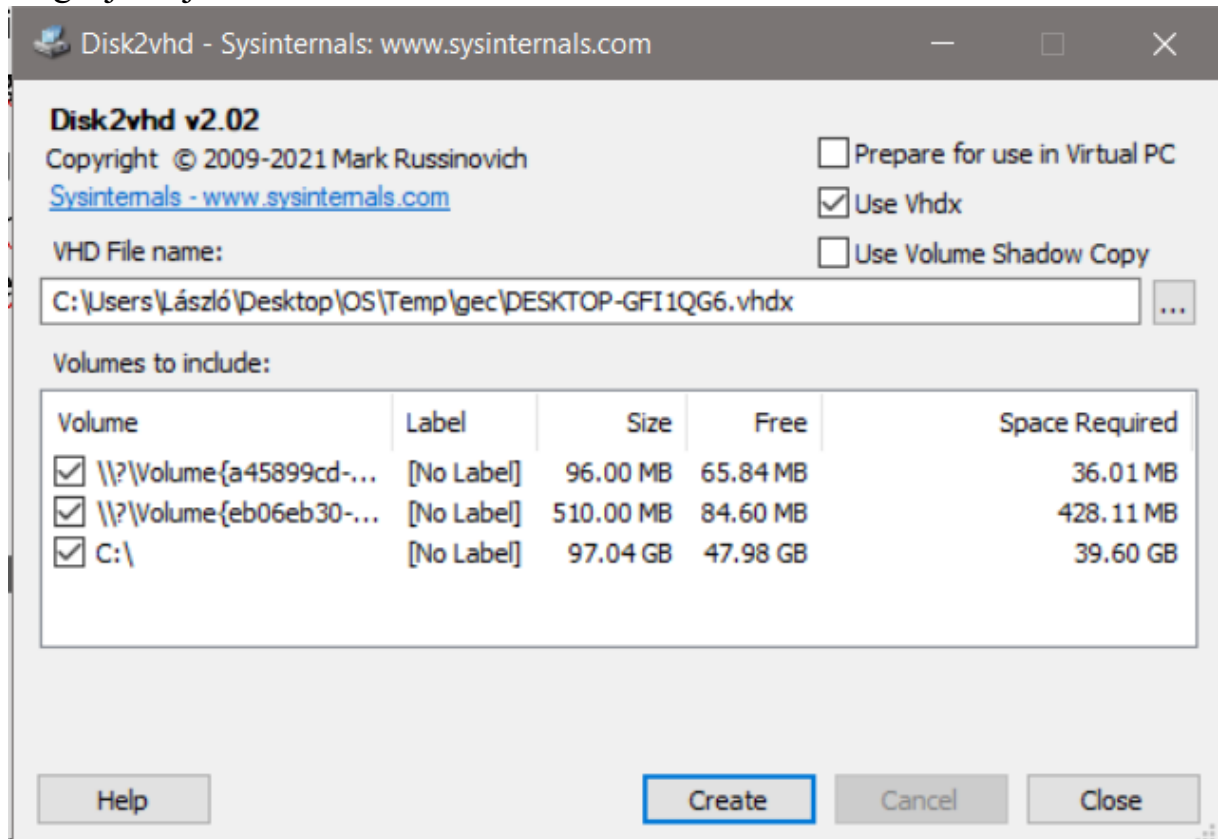 Disk2vhd - Sysinternals: www.sysinternals.com
Disk2vhd v2.02
Copyright © 2009-2021 Mark Russinovich
Sysinternals - www.sysinternals.com
Prepare for use in Virtual PC
Use Vhdx
Use Volume Shadow Copy
VHD File name:
C:\Users\László\Desktop\OS\Temp\gec\DESKTOP-GFI1QG6.vhdx
...
Volumes to include:
Volume Label Size Free Space Required
\\?\Volume{a45899cd-... [No Label] 96.00 MB 65.84 MB 36.01 MB
\\?\Volume{eb06eb30-... [No Label] 510.00 MB 84.60 MB 428.11 MB
C:\ [No Label] 97.04 GB 47.98 GB 39.60 GB
Help Create Cancel Close